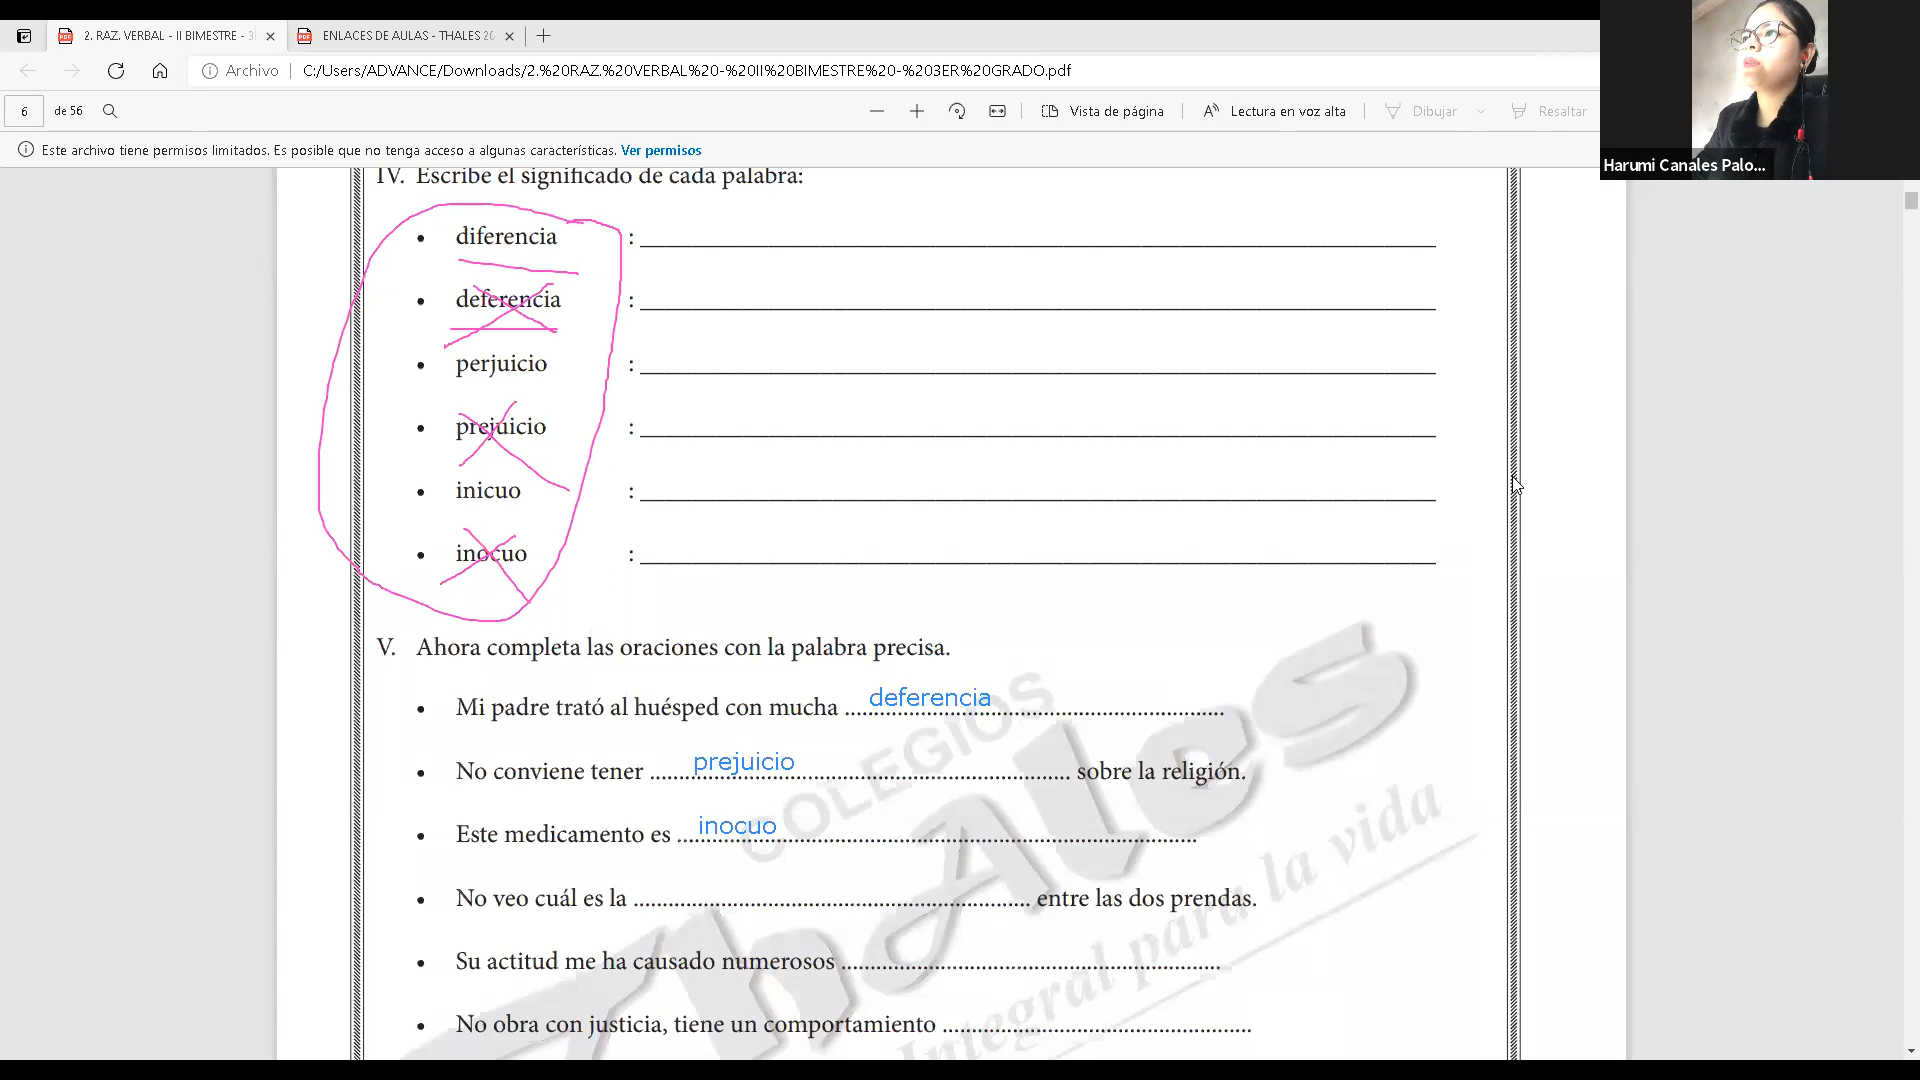 2. RAZ. VERBAL - II BIMESTRE - 3
ENLACES DE AULAS - THALES 20
Archivo
C:/Users/ADVANCE/Downloads/2.%20RAZ.%20VERBAL%20-%20II%20BIMESTRE%20-%203ER%20GRADO.pdf
6 de 56
Vista de página
Lectura en voz alta
Dibujar
Resaltar
Este archivo tiene permisos limitados. Es posible que no tenga acceso a algunas características. Ver permisos
Harumi Canales Palo...
IV. Escribe el significado de cada palabra:
• diferencia : ____
• deferencia : ____
• perjuicio : ____
• prejuicio : ____
• inicuo : ____
• inocuo : ____
V. Ahora completa las oraciones con la palabra precisa.
• Mi padre trató al huésped con mucha deferencia
• No conviene tener prejuicio sobre la religión.
• Este medicamento es inocuo
• No veo cuál es la .......... entre las dos prendas.
• Su actitud me ha causado numerosos ..........
• No obra con justicia, tiene un comportamiento ..........
COLEGIOS
Thales
Integral para la vida